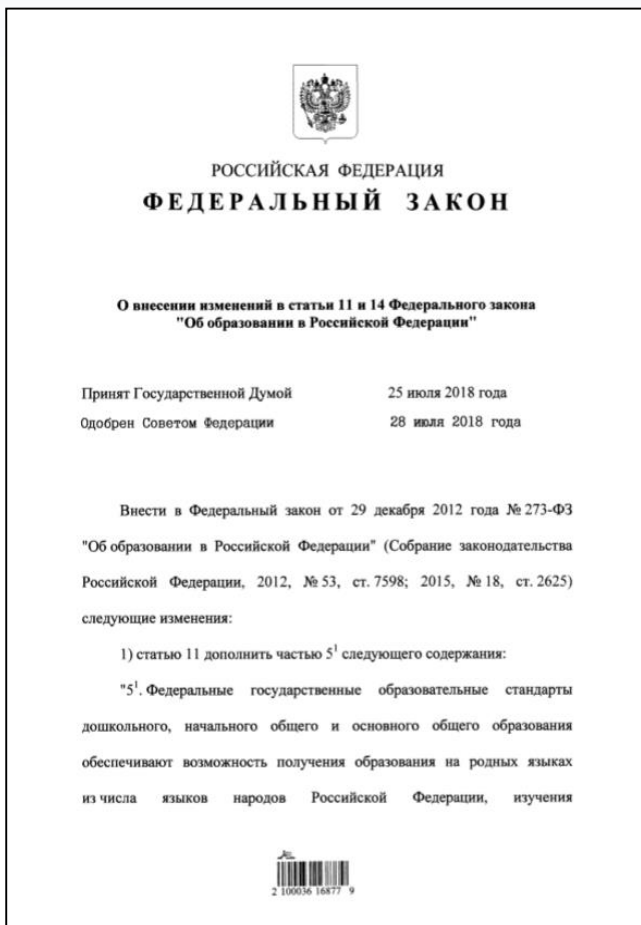 РОССИЙСКАЯ ФЕДЕРАЦИЯ
ФЕДЕРАЛЬНЫЙ ЗАКОН
О внесении изменений в статьи 11 и 14 Федерального закона
"Об образовании в Российской Федерации"
Принят Государственной Думой 25 июля 2018 года
Одобрен Советом Федерации 28 июля 2018 года
Внести в Федеральный закон от 29 декабря 2012 года № 273-ФЗ
"Об образовании в Российской Федерации" (Собрание законодательства
Российской Федерации, 2012, № 53, ст. 7598; 2015, № 18, ст. 2625)
следующие изменения:
1) статью 11 дополнить частью 5¹ следующего содержания:
"5¹. Федеральные государственные образовательные стандарты
дошкольного, начального общего и основного общего образования
обеспечивают возможность получения образования на родных языках
из числа языков народов Российской Федерации, изучения
2 100036 16877 9